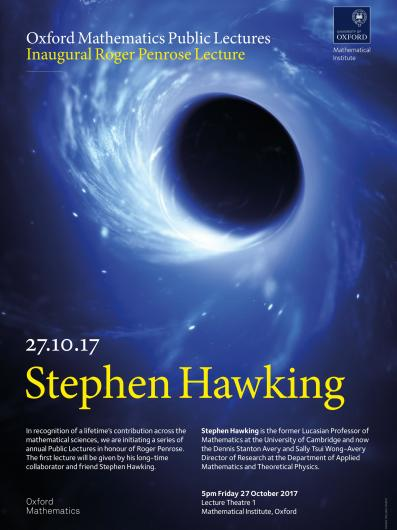 Oxford Mathematics Public Lectures
Inaugural Roger Penrose Lecture
UNIVERSITY OF
OXFORD
Mathematical
Institute
27.10.17
Stephen Hawking
In recognition of a lifetime's contribution across the
mathematical sciences, we are initiating a series of
annual Public Lectures in honour of Roger Penrose.
The first lecture will be given by his long-time
collaborator and friend Stephen Hawking.
Stephen Hawking is the former Lucasian Professor of
Mathematics at the University of Cambridge and now
the Dennis Stanton Avery and Sally Tsui Wong-Avery
Director of Research at the Department of Applied
Mathematics and Theoretical Physics.
5pm Friday 27 October 2017
Lecture Theatre 1
Mathematical Institute, Oxford
Oxford
Mathematics